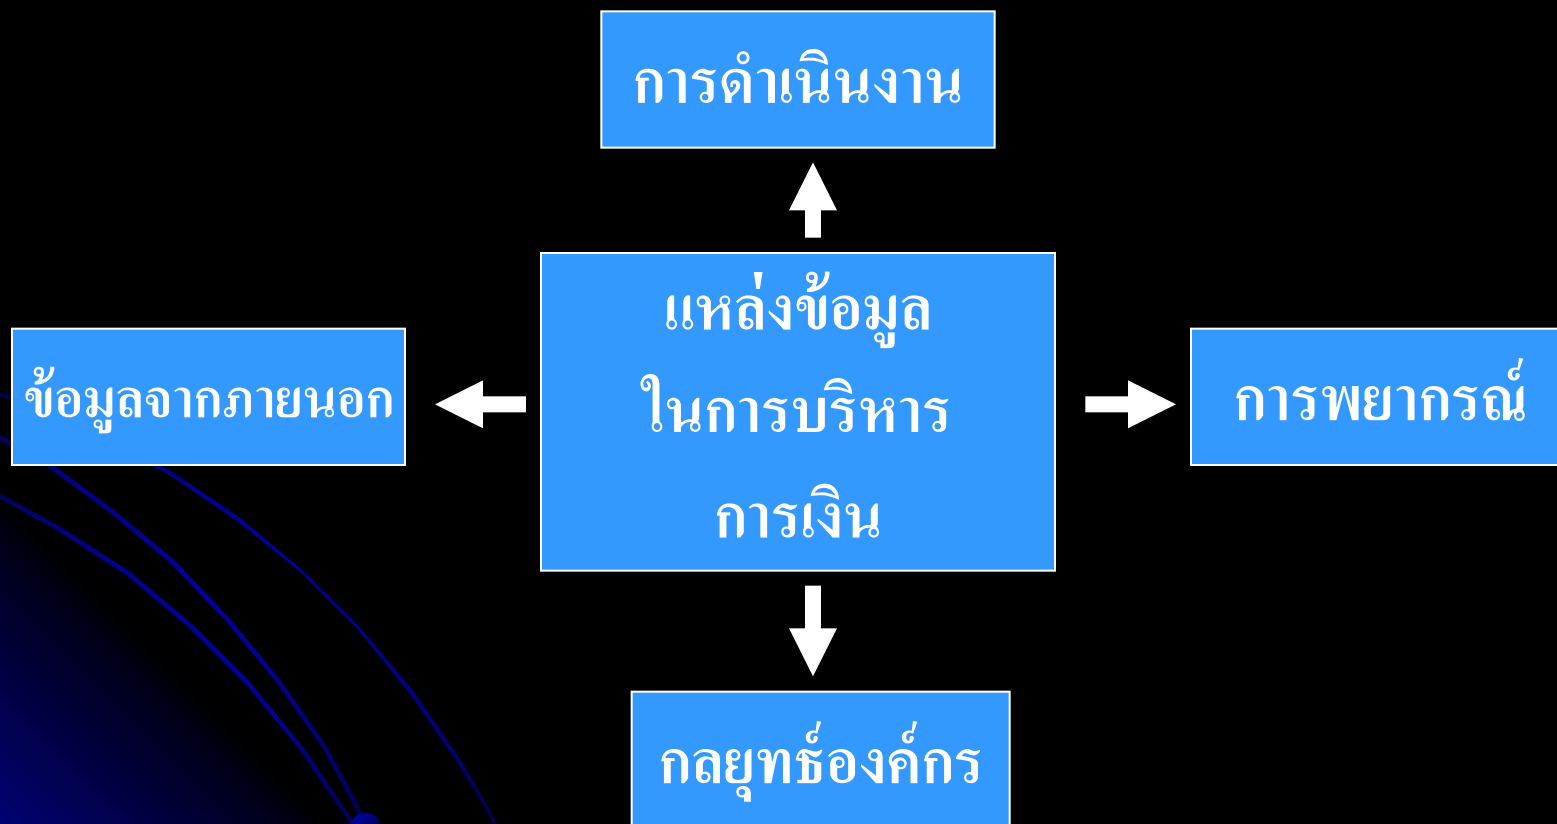 การดำเนินงาน
แหล่งข้อมูล
ในการบริหาร
การเงิน
ข้อมูลจากภายนอก
การพยากรณ์
กลยุทธ์องค์กร